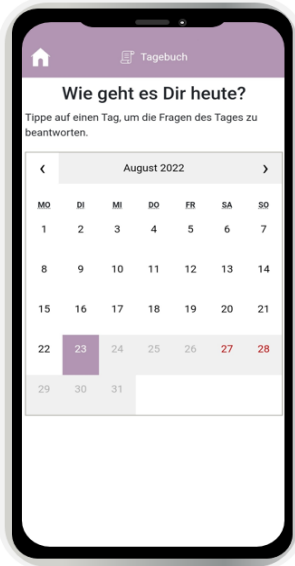 Tagebuch
Wie geht es Dir heute?
Tippe auf einen Tag, um die Fragen des Tages zu
beantworten.
‹ August 2022 ›
MO DI MI DO FR SA SO
1 2 3 4 5 6 7
8 9 10 11 12 13 14
15 16 17 18 19 20 21
22 23 24 25 26 27 28
29 30 31